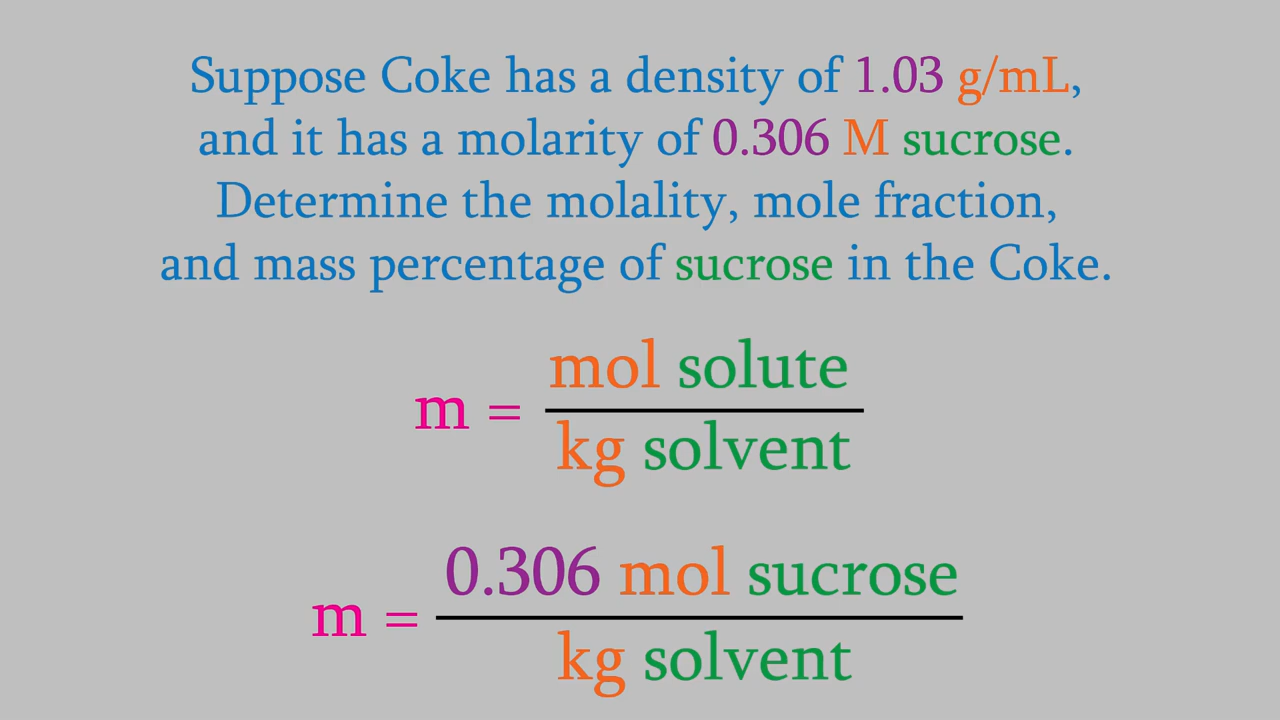 Suppose Coke has a density of 1.03 g/mL,
and it has a molarity of 0.306 M sucrose.
Determine the molality, mole fraction,
and mass percentage of sucrose in the Coke.
mol solute
m =
kg solvent
0.306 mol sucrose
m =
kg solvent